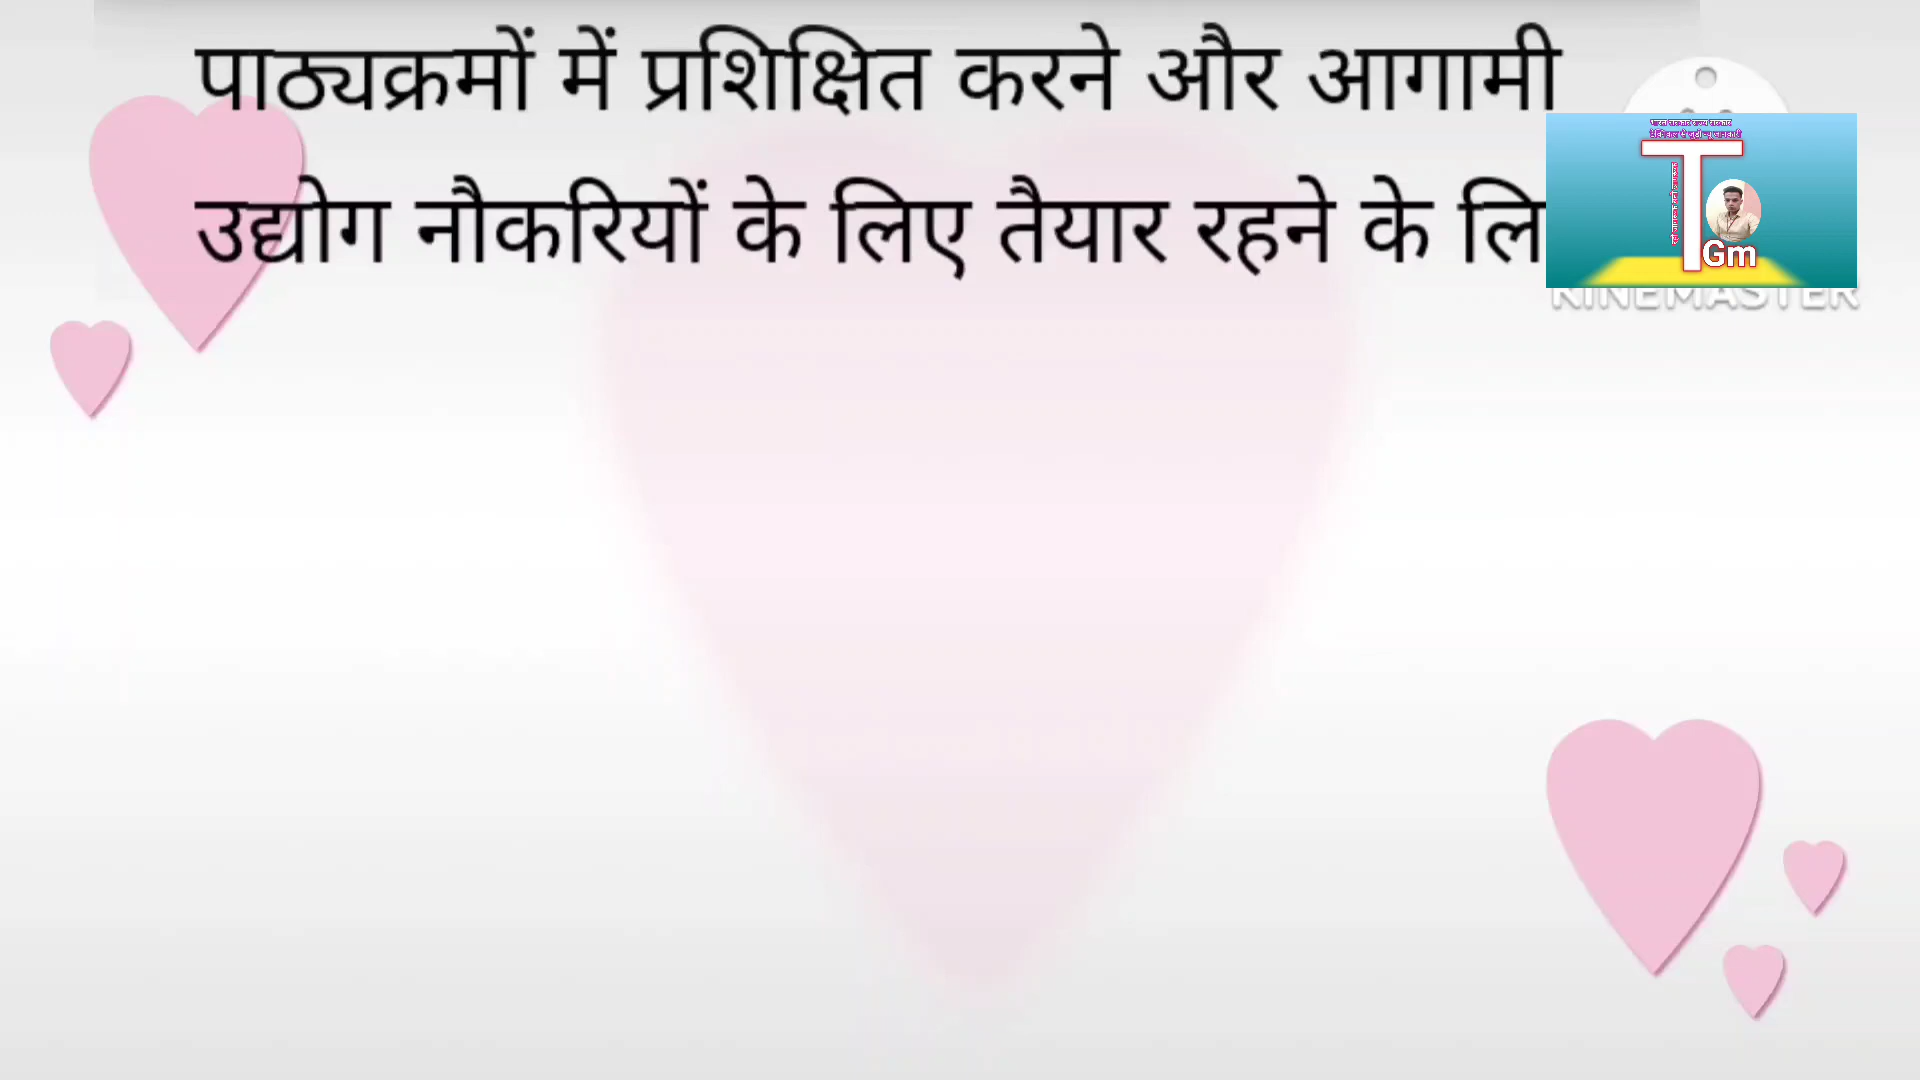 पाठ्यक्रमों में प्रशिक्षित करने और आगामी
उद्योग नौकरियों के लिए तैयार रहने के लि
T
Gm
KINEMASTER